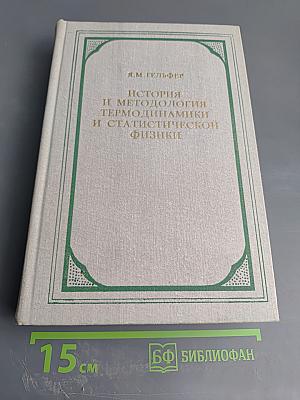 Я.М. ГЕЛЬФЕР
ИСТОРИЯ
И МЕТОДОЛОГИЯ
ТЕРМОДИНАМИКИ
И СТАТИСТИЧЕСКОЙ
ФИЗИКИ
15 см
БФ БИБЛИОФАН